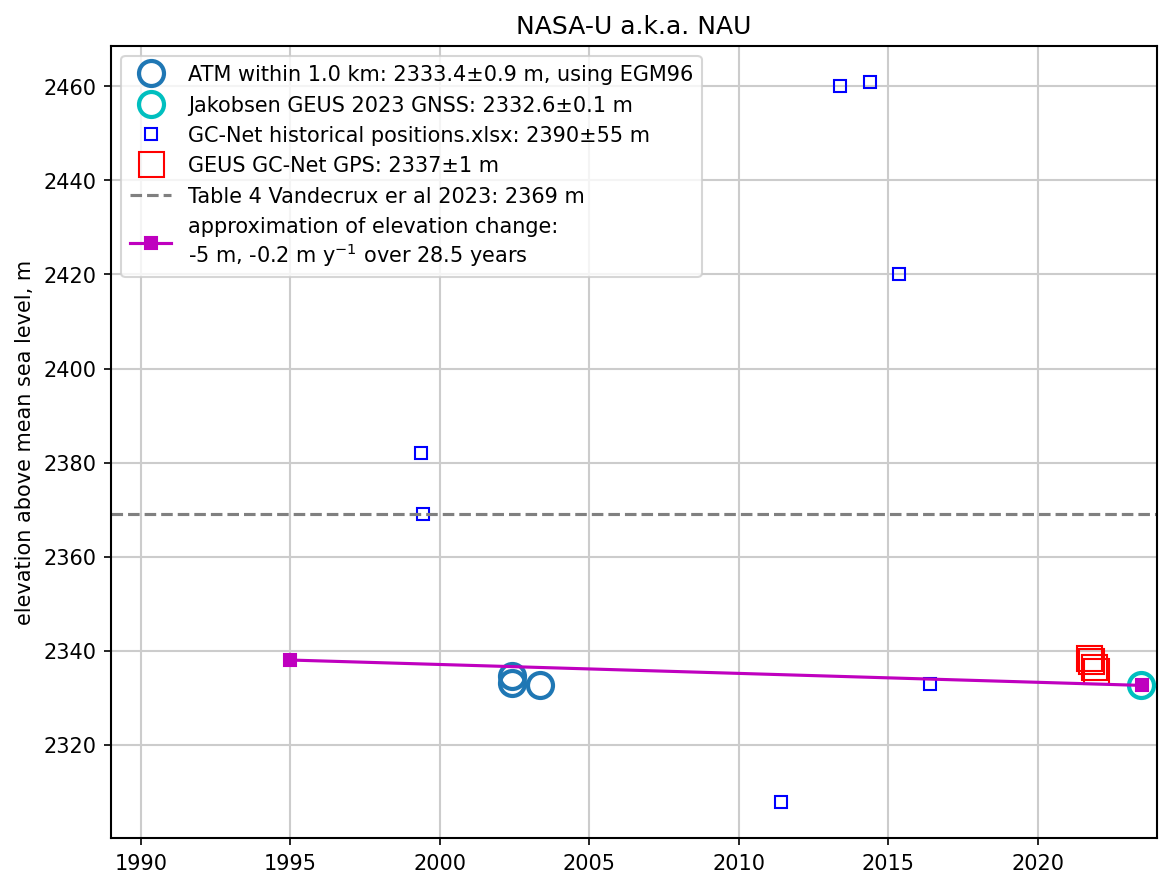 NASA-U a.k.a. NAU
ATM within 1.0 km: 2333.4±0.9 m, using EGM96
Jakobsen GEUS 2023 GNSS: 2332.6±0.1 m
GC-Net historical positions.xlsx: 2390±55 m
GEUS GC-Net GPS: 2337±1 m
Table 4 Vandecrux er al 2023: 2369 m
approximation of elevation change:
-5 m, -0.2 m y⁻¹ over 28.5 years
elevation above mean sea level, m
2460
2440
2420
2400
2380
2360
2340
2320
1990 1995 2000 2005 2010 2015 2020